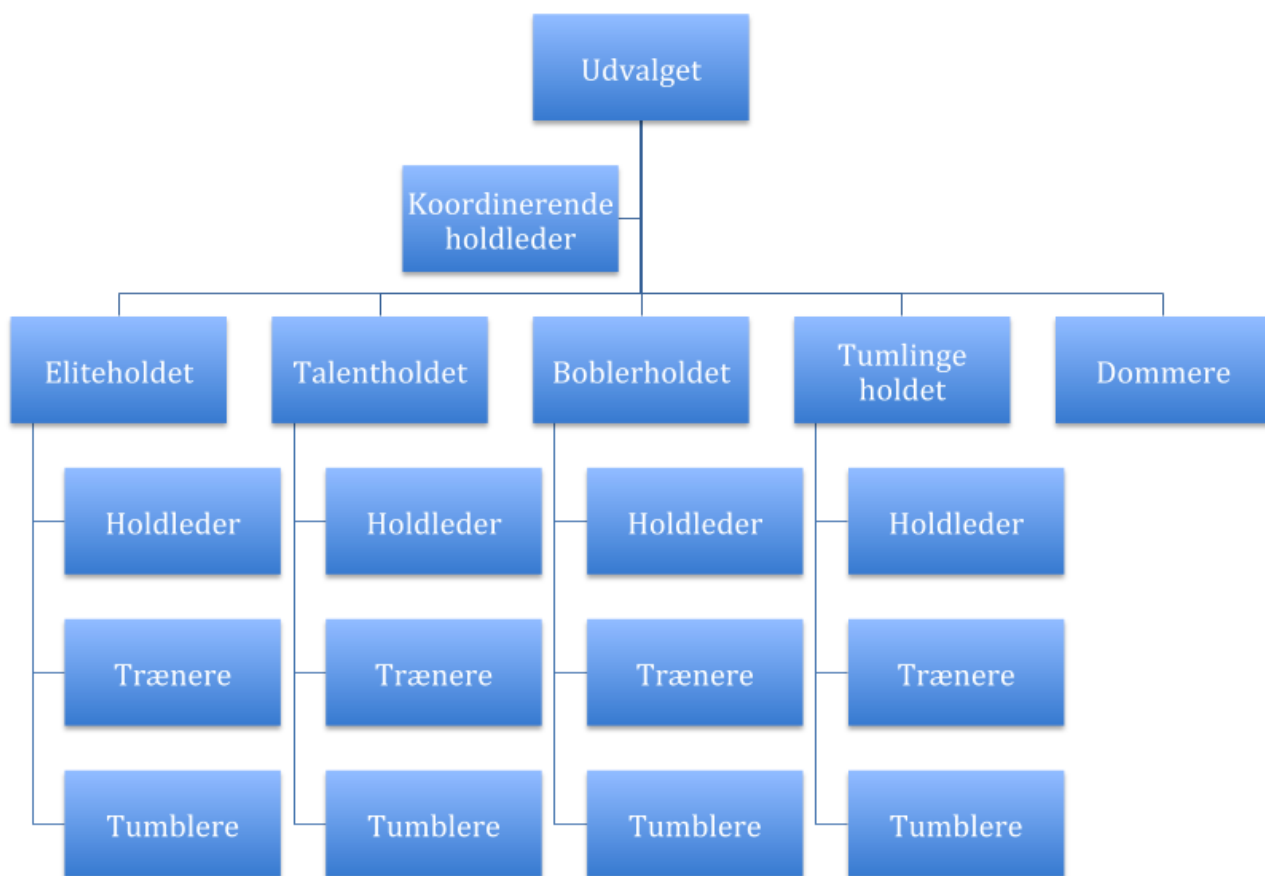 Udvalget
Koordinerende
holdleder
Eliteholdet
Talentholdet
Boblerholdet
Tumlinge
holdet
Dommere
Holdleder
Holdleder
Holdleder
Holdleder
Trænere
Trænere
Trænere
Trænere
Tumblere
Tumblere
Tumblere
Tumblere